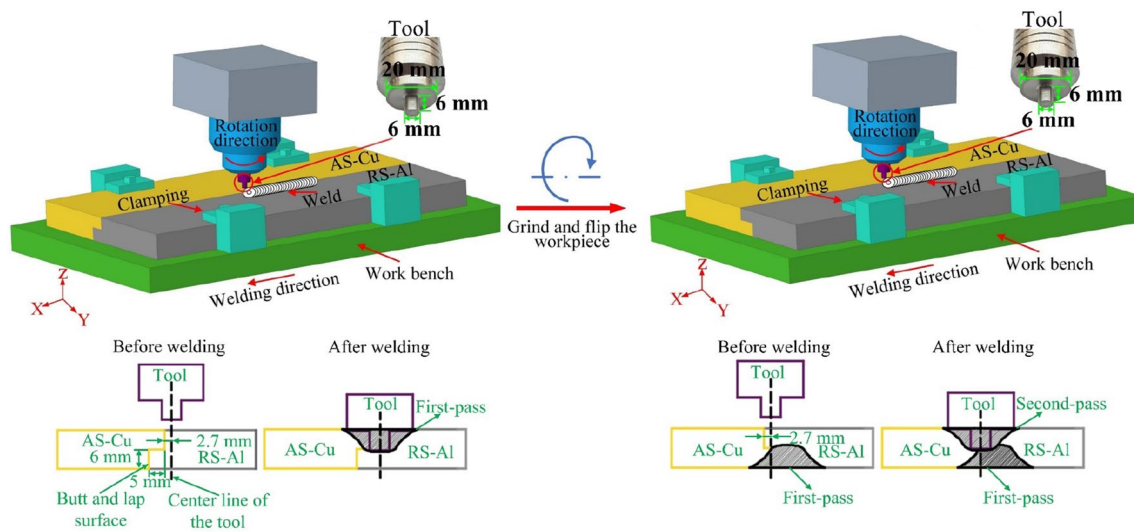 Tool
20 mm
6 mm
6 mm
Rotation
direction
AS-Cu
RS-Al
Clamping
Weld
Work bench
Welding direction
Z
X
Y
Grind and flip the
workpiece
Tool
20 mm
6 mm
6 mm
Rotation
direction
AS-Cu
RS-Al
Clamping
Weld
Work bench
Welding direction
Z
X
Y
Before welding
Tool
AS-Cu
2.7 mm
6 mm
RS-Al
5 mm
Butt and lap
surface
Center line of
the tool
After welding
Tool
First-pass
AS-Cu
RS-Al
Before welding
Tool
AS-Cu
2.7 mm
RS-Al
First-pass
After welding
Tool
Second-pass
AS-Cu
RS-Al
First-pass